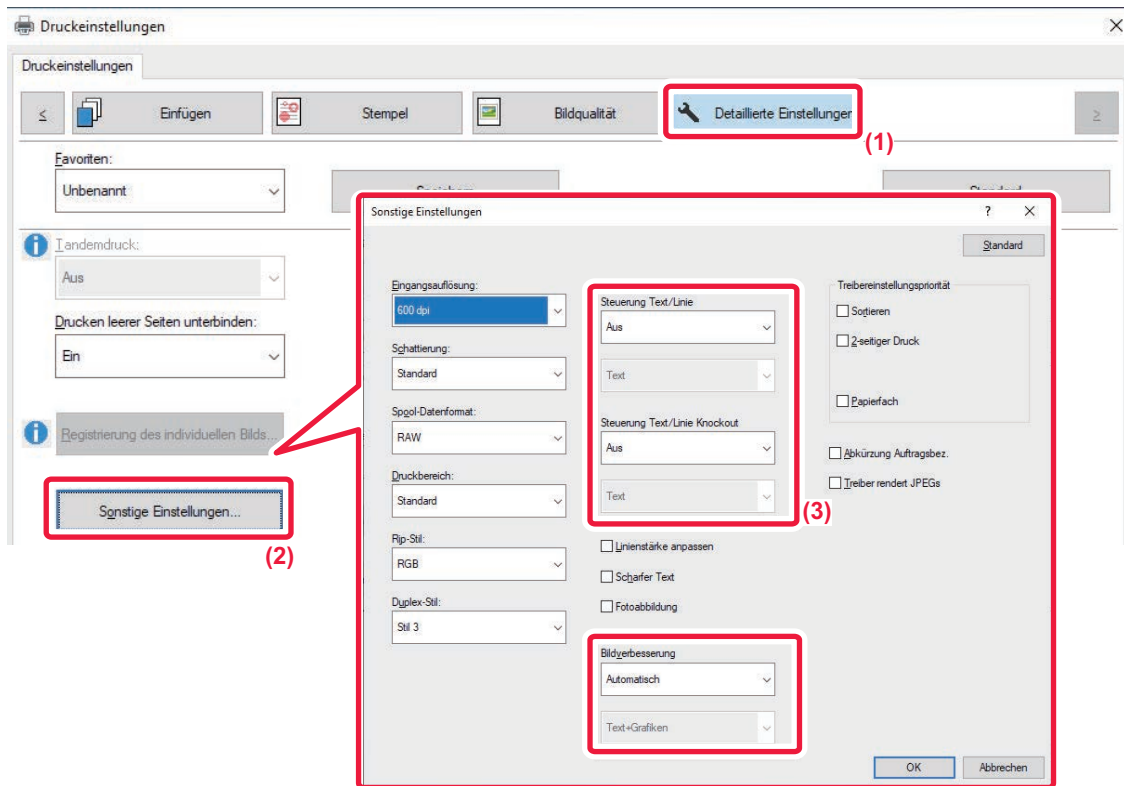 Druckeinstellungen
Druckeinstellungen
≤ Einfügen Stempel Bildqualität Detaillierte Einstellungen ≥
(1)
Favoriten:
Unbenannt
Speichern
Standard
Tandemdruck:
Aus
Drucken leerer Seiten unterbinden:
Ein
Registrierung des individuellen Bilds...
Sonstige Einstellungen...
(2)
Sonstige Einstellungen ?
Standard
Eingangsauflösung:
600 dpi
Schattierung:
Standard
Spool-Datenformat:
RAW
Druckbereich:
Standard
Rip-Stil:
RGB
Duplex-Stil:
Stil 3
Steuerung Text/Linie
Aus
Text
Steuerung Text/Linie Knockout
Aus
Text
(3)
Linienstärke anpassen
Scharfer Text
Fotoabbildung
Bildverbesserung
Automatisch
Text+Grafiken
Treibereinstellungspriorität
Sortieren
2-seitiger Druck
Papierfach
Abkürzung Auftragsbez.
Treiber rendert JPEGs
OK Abbrechen